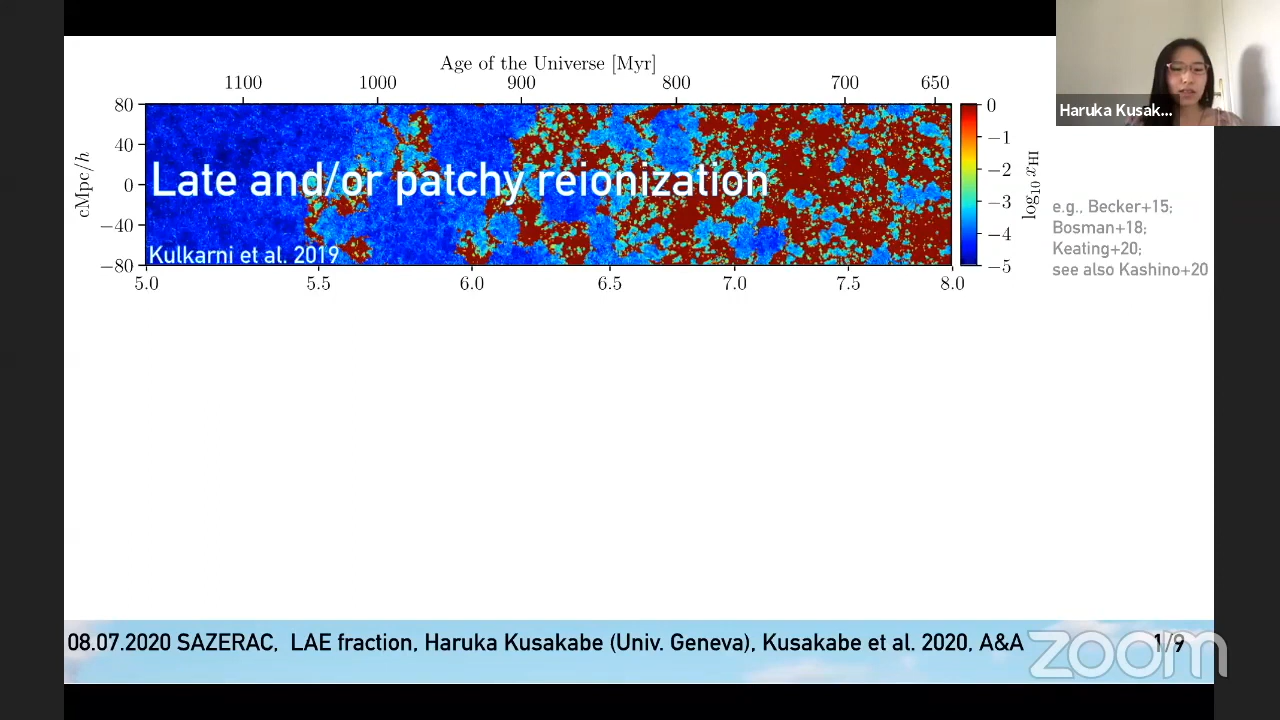 Age of the Universe [Myr]
1100 1000 900 800 700 650
80
40
0
−40
−80
cMpc/h
Late and/or patchy reionization
Kulkarni et al. 2019
5.0 5.5 6.0 6.5 7.0 7.5 8.0
0
−1
−2
−3
−4
−5
log10 xHI
Haruka Kusak...
e.g., Becker+15;
Bosman+18;
Keating+20;
see also Kashino+20
08.07.2020 SAZERAC, LAE fraction, Haruka Kusakabe (Univ. Geneva), Kusakabe et al. 2020, A&A 1/9
zoom